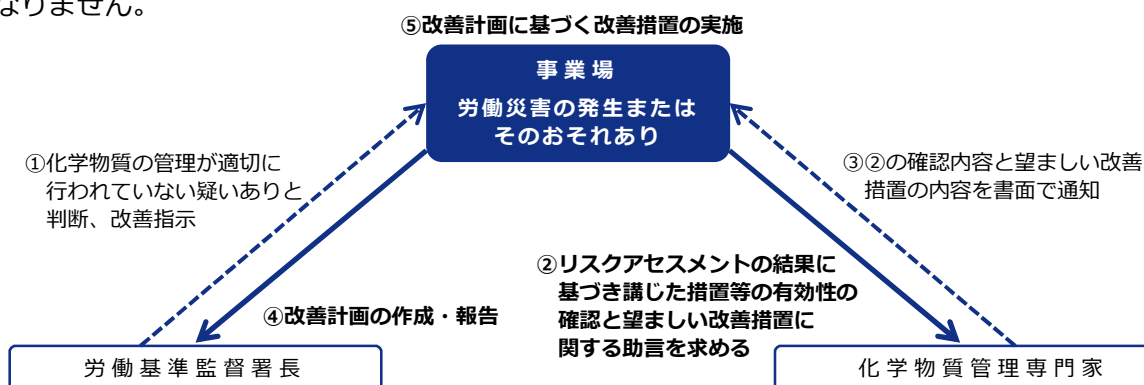 なりません。
⑤改善計画に基づく改善措置の実施
事業場
労働災害の発生または
そのおそれあり
①化学物質の管理が適切に
行われていない疑いありと
判断、改善指示
③②の確認内容と望ましい改善
措置の内容を書面で通知
②リスクアセスメントの結果に
基づき講じた措置等の有効性の
確認と望ましい改善措置に
関する助言を求める
④改善計画の作成・報告
労働基準監督署長
化学物質管理専門家